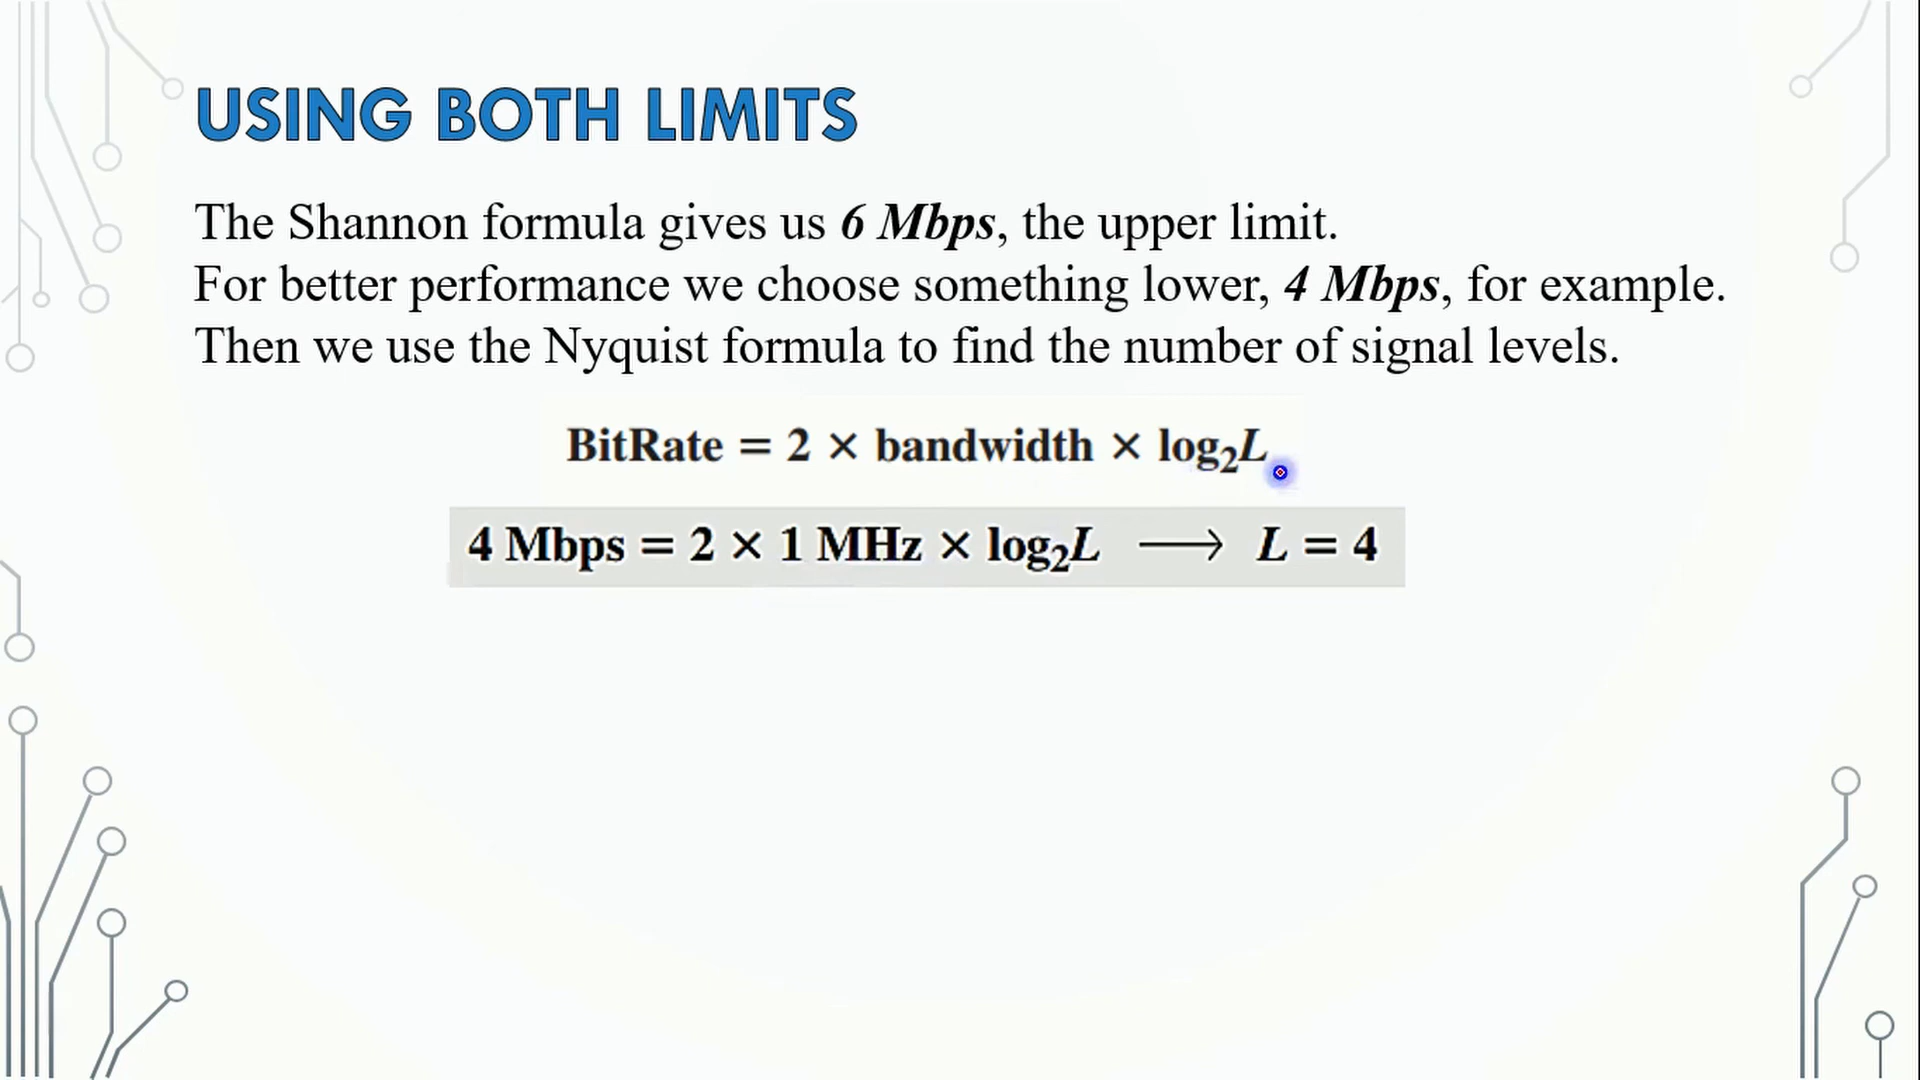 USING BOTH LIMITS
The Shannon formula gives us 6 Mbps, the upper limit.
For better performance we choose something lower, 4 Mbps, for example.
Then we use the Nyquist formula to find the number of signal levels.
BitRate = 2 × bandwidth × log₂L
4 Mbps = 2 × 1 MHz × log₂L ⟶ L = 4